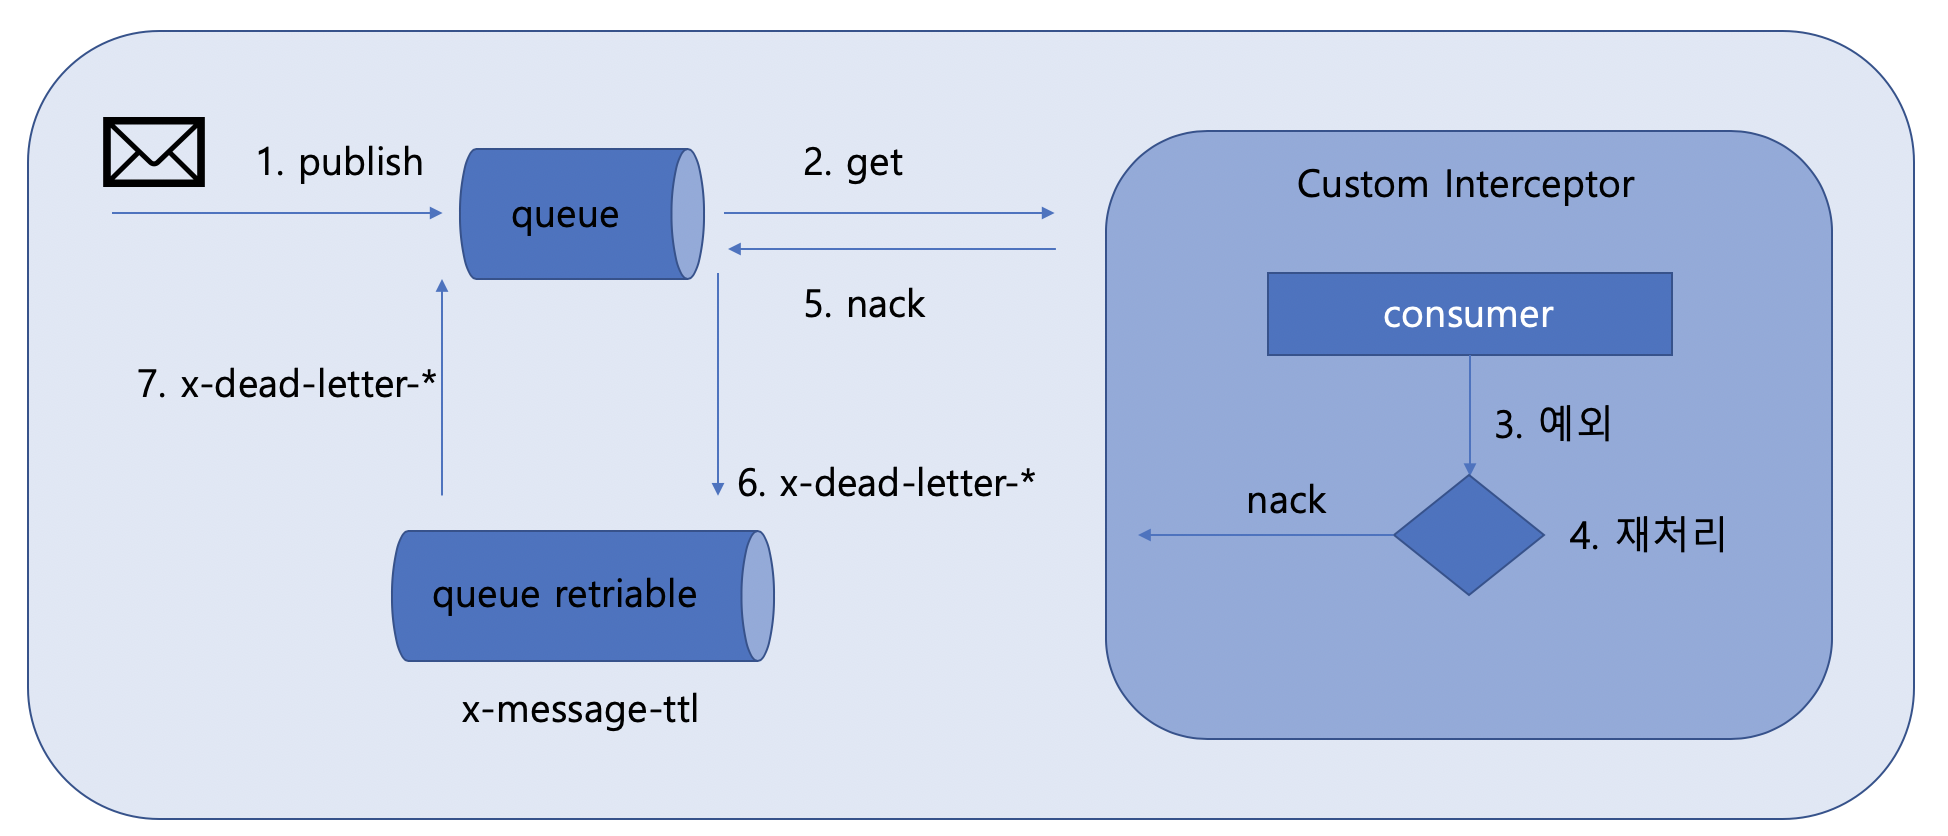 1. publish
queue
2. get
5. nack
7. x-dead-letter-*
6. x-dead-letter-*
queue retriable
x-message-ttl
Custom Interceptor
consumer
3. 예외
nack
4. 재처리